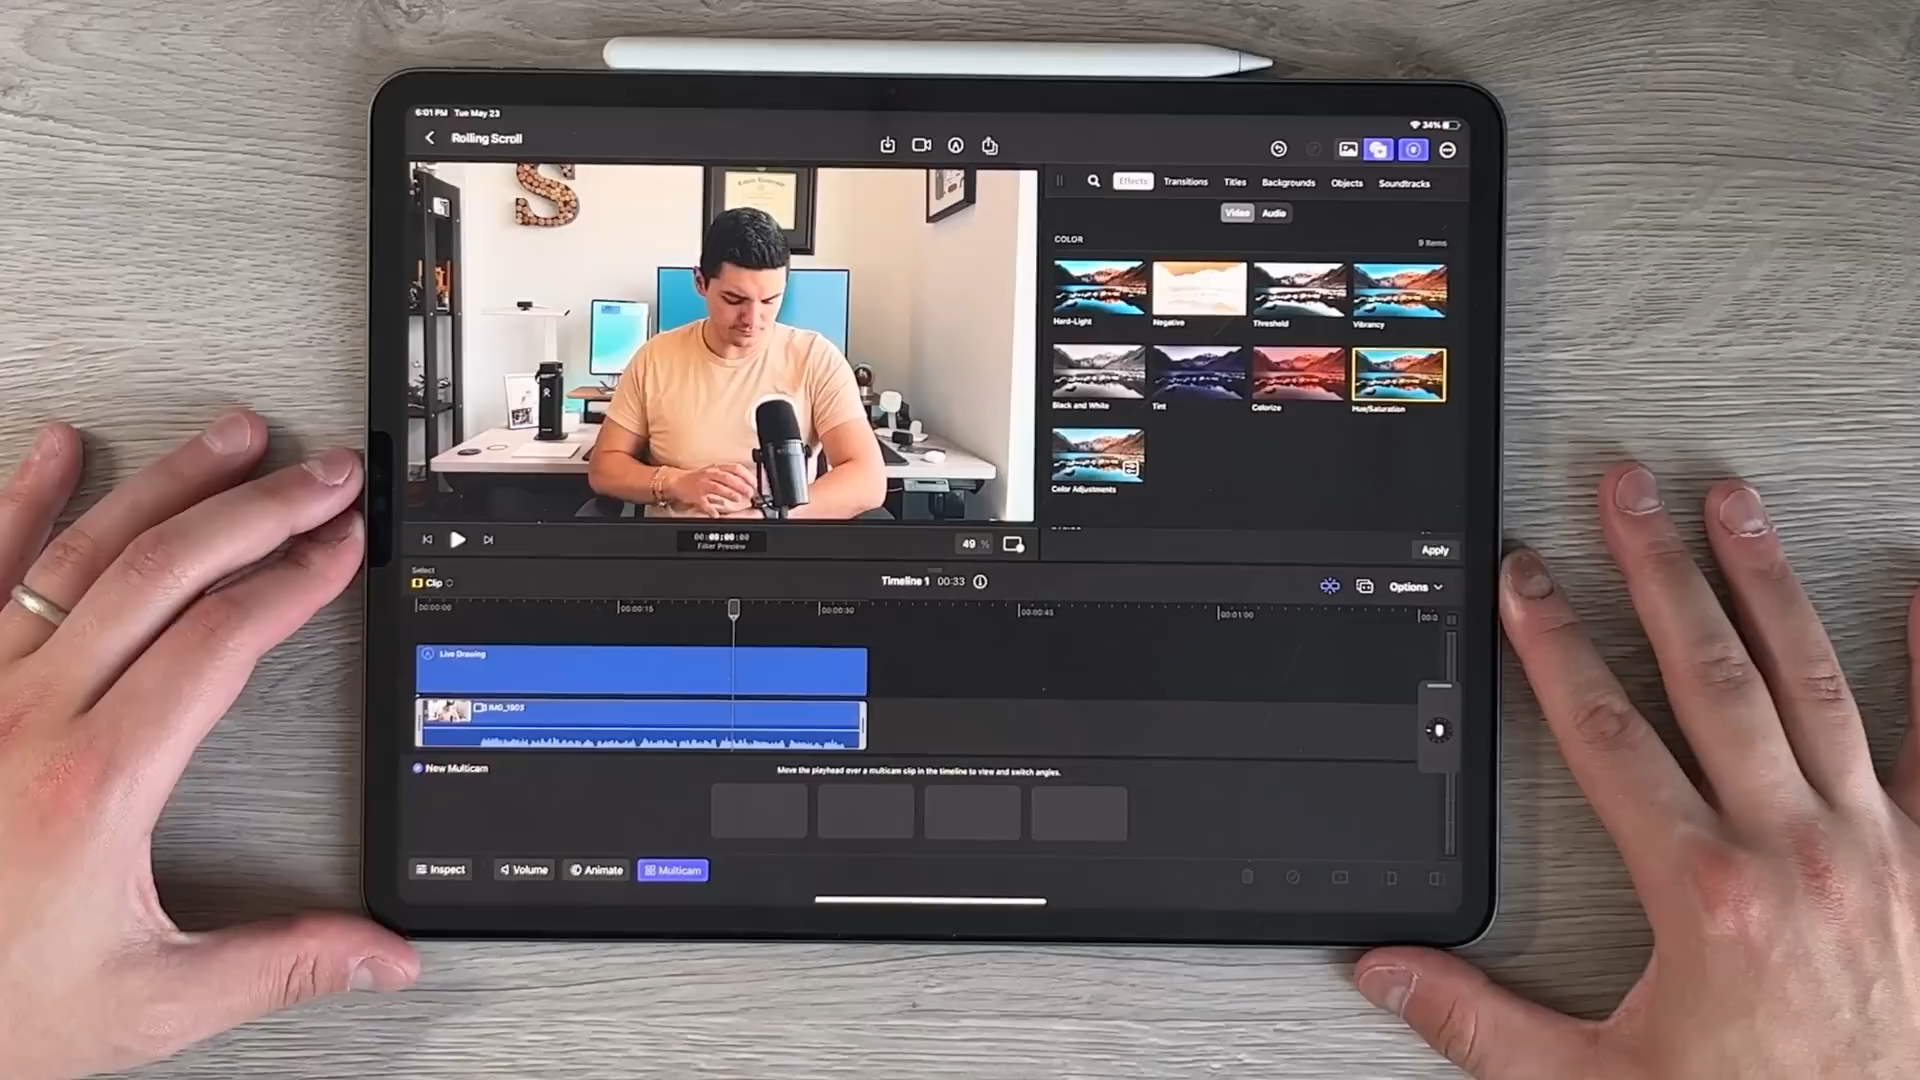 6:01 PM Tue May 23
34%
Rolling Scroll
Effects Transitions Titles Backgrounds Objects Soundtracks
Video Audio
COLOR 9 Items
Hard-Light Negative Threshold Vibrancy
Black and White Tint Colorize Hue/Saturation
Color Adjustments
S
00:00:00:00
Filter Preview
49 %
Apply
Select
Clip
Timeline 1 00:33
Options
00:00:00 00:00:15 00:00:30 00:00:45 00:01:00 00:0
Live Drawing
IMG_1903
New Multicam
Move the playhead over a multicam clip in the timeline to view and switch angles.
Inspect Volume Animate Multicam